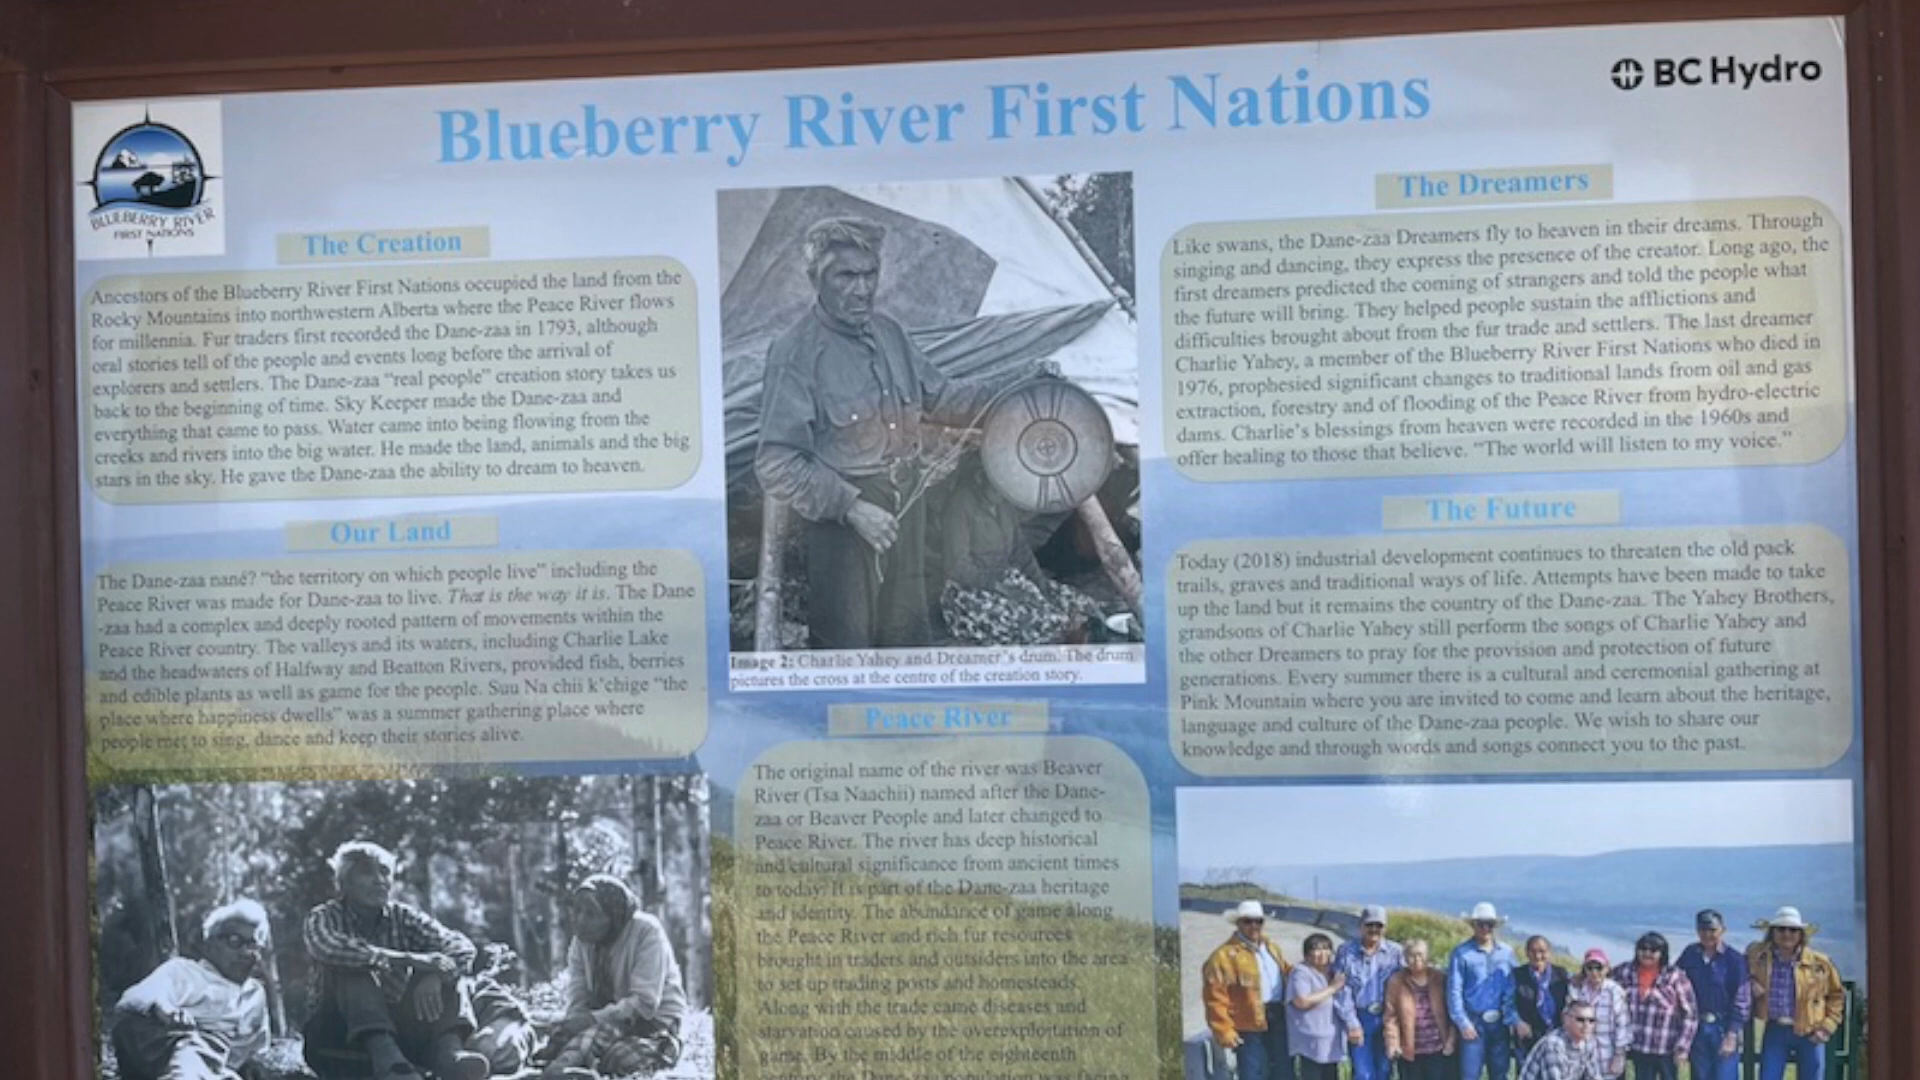 BC Hydro
Blueberry River First Nations
BLUEBERRY RIVER
FIRST NATIONS
The Creation
Ancestors of the Blueberry River First Nations occupied the land from the
Rocky Mountains into northwestern Alberta where the Peace River flows
for millennia. Fur traders first recorded the Dane-zaa in 1793, although
oral stories tell of the people and events long before the arrival of
explorers and settlers. The Dane-zaa “real people” creation story takes us
back to the beginning of time. Sky Keeper made the Dane-zaa and
everything that came to pass. Water came into being flowing from the
creeks and rivers into the big water. He made the land, animals and the big
stars in the sky. He gave the Dane-zaa the ability to dream to heaven.
Our Land
The Dane-zaa nané? “the territory on which people live” including the
Peace River was made for Dane-zaa to live. That is the way it is. The Dane
-zaa had a complex and deeply rooted pattern of movements within the
Peace River country. The valleys and its waters, including Charlie Lake
and the headwaters of Halfway and Beatton Rivers, provided fish, berries
and edible plants as well as game for the people. Suu Na chii k’chige “the
place where happiness dwells” was a summer gathering place where
people met to sing, dance and keep their stories alive.
Image 2: Charlie Yahey and Dreamer’s drum. The drum
pictures the cross at the centre of the creation story.
Peace River
The original name of the river was Beaver
River (Tsa Naachii) named after the Dane-
zaa or Beaver People and later changed to
Peace River. The river has deep historical
and cultural significance from ancient times
to today. It is part of the Dane-zaa heritage
and identity. The abundance of game along
the Peace River and rich fur resources
brought in traders and outsiders into the area
to set up trading posts and homesteads.
Along with the trade came diseases and
starvation caused by the overexploitation of
game. By the middle of the eighteenth
century, the Dane-zaa population was facing
The Dreamers
Like swans, the Dane-zaa Dreamers fly to heaven in their dreams. Through
singing and dancing, they express the presence of the creator. Long ago, the
first dreamers predicted the coming of strangers and told the people what
the future will bring. They helped people sustain the afflictions and
difficulties brought about from the fur trade and settlers. The last dreamer
Charlie Yahey, a member of the Blueberry River First Nations who died in
1976, prophesied significant changes to traditional lands from oil and gas
extraction, forestry and of flooding of the Peace River from hydro-electric
dams. Charlie’s blessings from heaven were recorded in the 1960s and
offer healing to those that believe. “The world will listen to my voice.”
The Future
Today (2018) industrial development continues to threaten the old pack
trails, graves and traditional ways of life. Attempts have been made to take
up the land but it remains the country of the Dane-zaa. The Yahey Brothers,
grandsons of Charlie Yahey still perform the songs of Charlie Yahey and
the other Dreamers to pray for the provision and protection of future
generations. Every summer there is a cultural and ceremonial gathering at
Pink Mountain where you are invited to come and learn about the heritage,
language and culture of the Dane-zaa people. We wish to share our
knowledge and through words and songs connect you to the past.